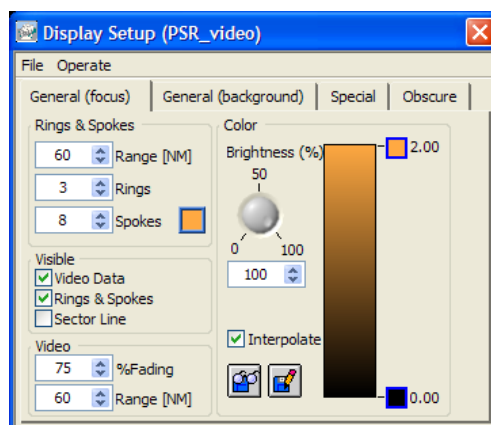 Display Setup (PSR_video)
File Operate
General (focus) General (background) Special Obscure
Rings & Spokes
60 Range [NM]
3 Rings
8 Spokes
Visible
Video Data
Rings & Spokes
Sector Line
Video
75 %Fading
60 Range [NM]
Color
Brightness (%)
50
0 100
100
Interpolate
2.00
0.00